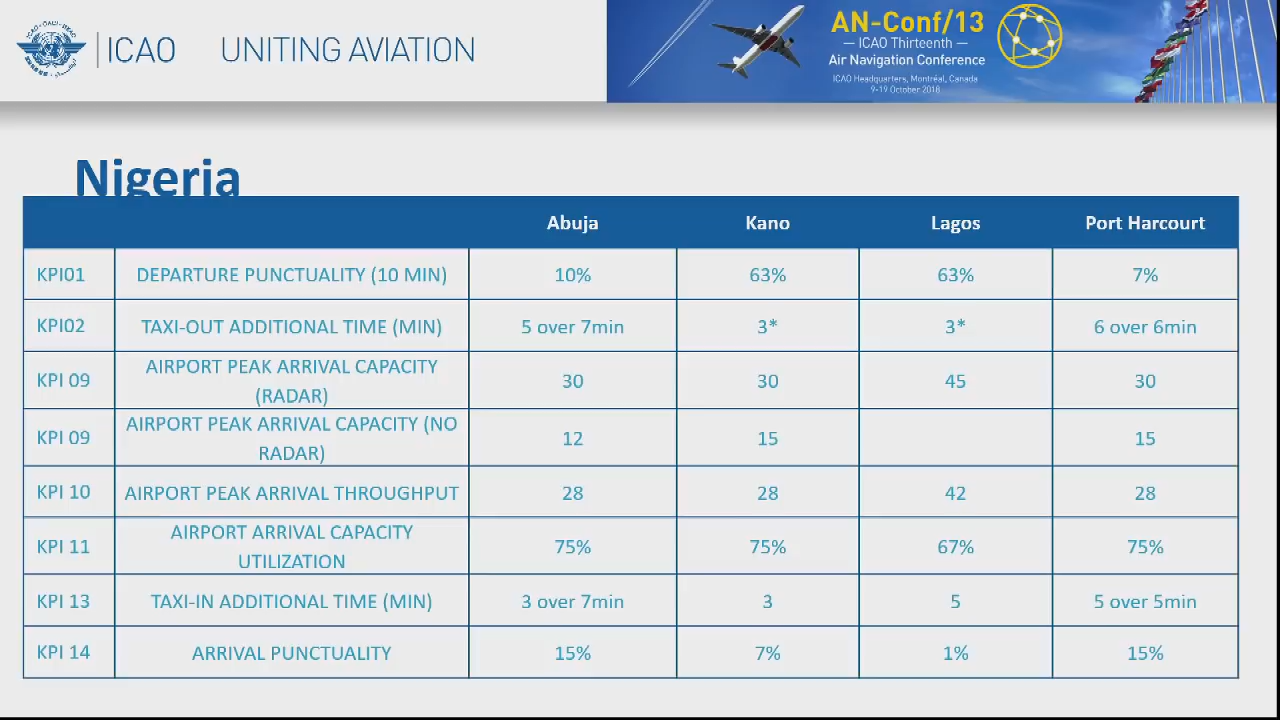 ICAO
UNITING AVIATION
AN-Conf/13
— ICAO Thirteenth —
Air Navigation Conference
ICAO Headquarters, Montréal, Canada
9-19 October 2018
Nigeria
Abuja Kano Lagos Port Harcourt
KPI01 DEPARTURE PUNCTUALITY (10 MIN) 10% 63% 63% 7%
KPI02 TAXI-OUT ADDITIONAL TIME (MIN) 5 over 7min 3* 3* 6 over 6min
KPI 09 AIRPORT PEAK ARRIVAL CAPACITY
(RADAR) 30 30 45 30
KPI 09 AIRPORT PEAK ARRIVAL CAPACITY (NO
RADAR) 12 15 15
KPI 10 AIRPORT PEAK ARRIVAL THROUGHPUT 28 28 42 28
KPI 11 AIRPORT ARRIVAL CAPACITY
UTILIZATION 75% 75% 67% 75%
KPI 13 TAXI-IN ADDITIONAL TIME (MIN) 3 over 7min 3 5 5 over 5min
KPI 14 ARRIVAL PUNCTUALITY 15% 7% 1% 15%